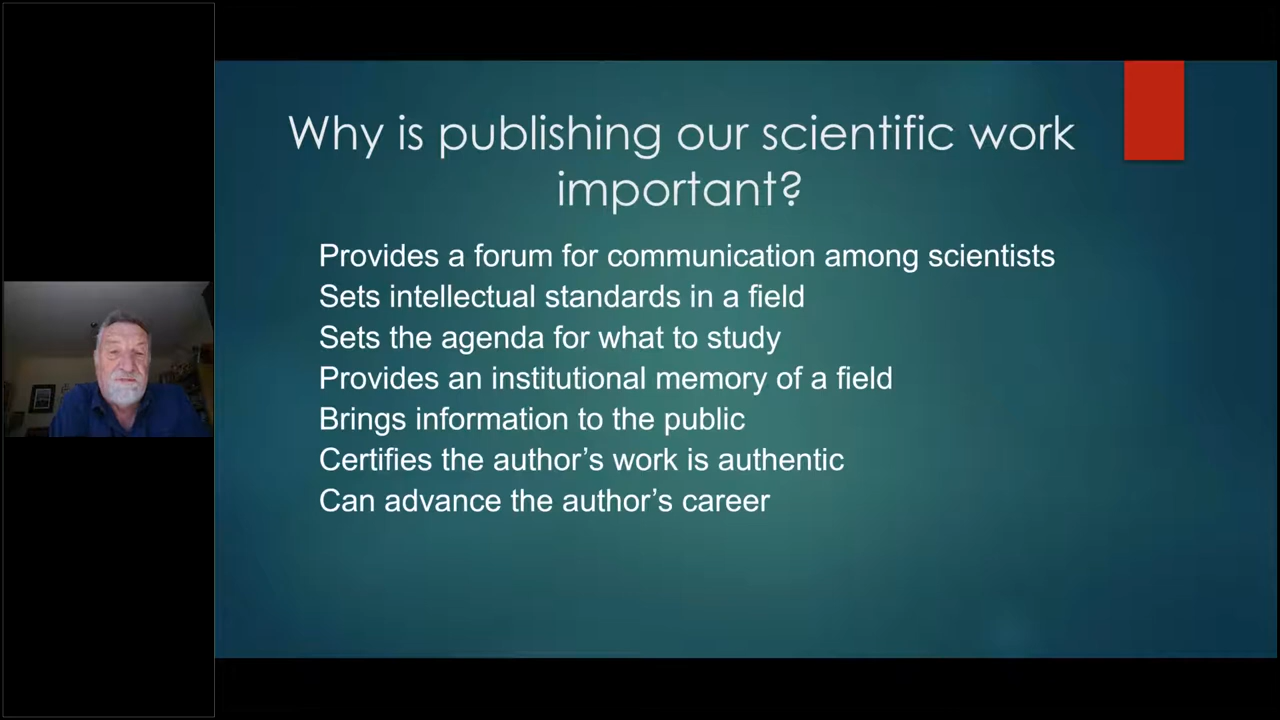 Why is publishing our scientific work
important?
Provides a forum for communication among scientists
Sets intellectual standards in a field
Sets the agenda for what to study
Provides an institutional memory of a field
Brings information to the public
Certifies the author’s work is authentic
Can advance the author’s career